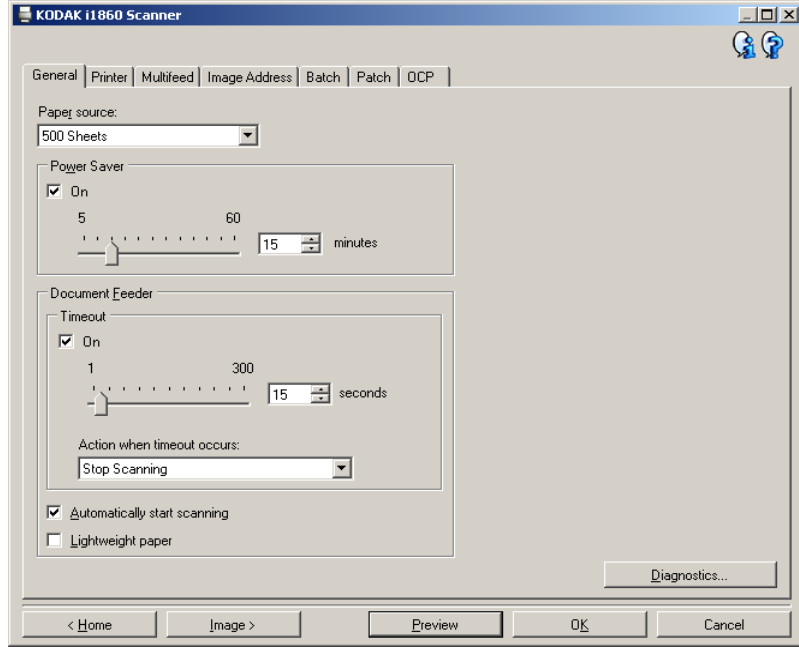 KODAK i1860 Scanner
General Printer Multifeed Image Address Batch Patch OCP
Paper source:
500 Sheets
Power Saver
On
5 60
15 minutes
Document Feeder
Timeout
On
1 300
15 seconds
Action when timeout occurs:
Stop Scanning
Automatically start scanning
Lightweight paper
Diagnostics...
< Home Image > Preview OK Cancel